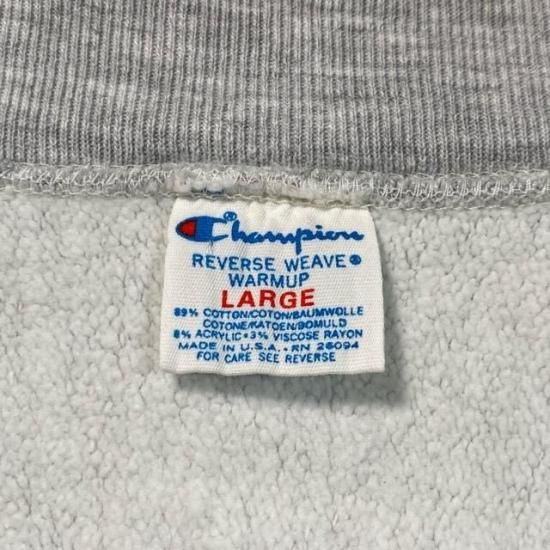 Champion®
REVERSE WEAVE®
WARMUP
LARGE
89% COTTON/COTON/BAUMWOLLE
COTONE/KATOEN/BOMULD
8% ACRYLIC • 3% VISCOSE RAYON
MADE IN U.S.A. • RN 26094
FOR CARE SEE REVERSE